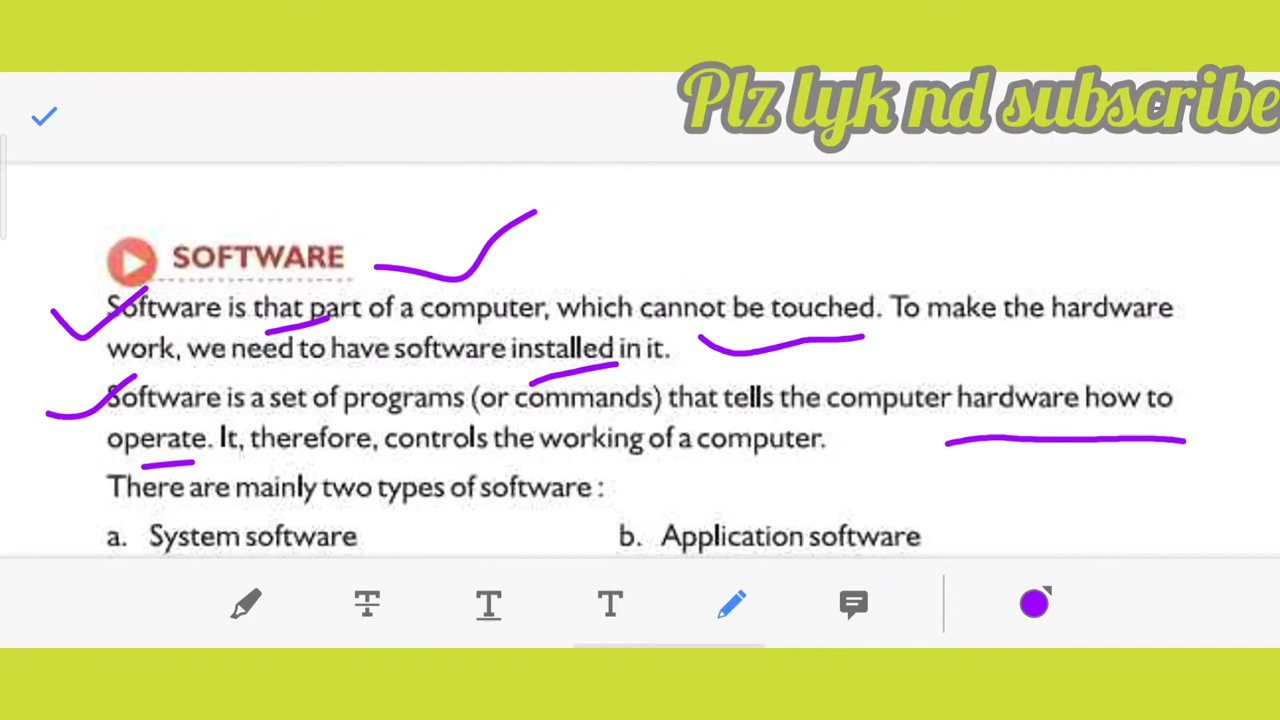 Plz lyk nd subscribe
SOFTWARE
Software is that part of a computer, which cannot be touched. To make the hardware
work, we need to have software installed in it.
Software is a set of programs (or commands) that tells the computer hardware how to
operate. It, therefore, controls the working of a computer.
There are mainly two types of software :
a. System software b. Application software